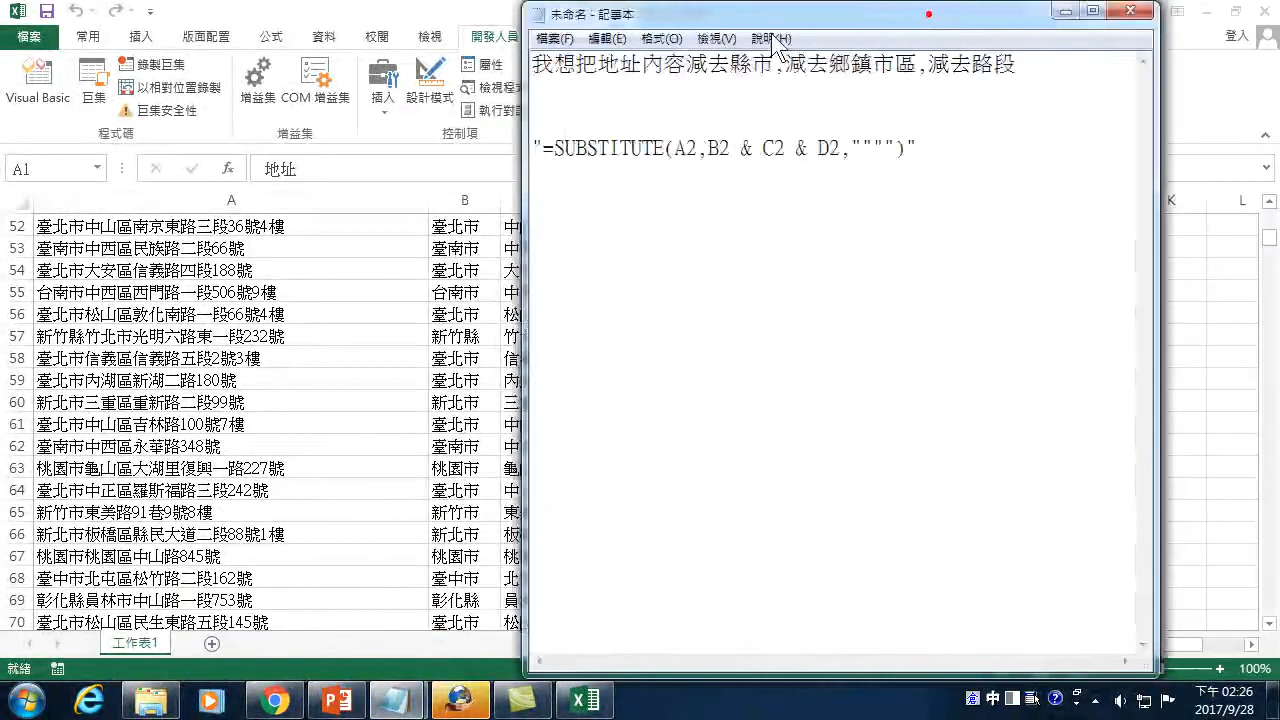 未命名 - 記事本
檔案(F) 編輯(E) 格式(O) 檢視(V) 說明(H)
我想把地址內容減去縣市,減去鄉鎮市區,減去路段
"=SUBSTITUTE(A2,B2 & C2 & D2,"""")"
檔案 常用 插入 版面配置 公式 資料 校閱 檢視 開發人員
登入
Visual Basic 巨集 錄製巨集 以相對位置錄製 巨集安全性
增益集 COM 增益集 插入 設計模式 屬性
程式碼 增益集 控制項
A1 fx 地址
A B K L
52 臺北市中山區南京東路三段36號4樓 臺北市
53 臺南市中西區民族路二段66號 臺南市 中
54 臺北市大安區信義路四段188號 臺北市 大
55 台南市中西區西門路一段506號9樓 台南市
56 臺北市松山區敦化南路一段66號4樓 臺北市
57 新竹縣竹北市光明六路東一段232號 新竹縣
58 臺北市信義區信義路五段2號3樓 臺北市
59 臺北市內湖區新湖二路180號 臺北市
60 新北市三重區重新路二段99號 新北市 三
61 臺北市中山區吉林路100號7樓 臺北市 中
62 臺南市中西區永華路348號 臺南市 中
63 桃園市龜山區大湖里復興一路227號 桃園市
64 臺北市中正區羅斯福路三段242號 臺北市 中
65 新竹市東美路91巷9號8樓 新竹市
66 新北市板橋區縣民大道二段88號1樓 新北市
67 桃園市桃園區中山路845號 桃園市
68 臺中市北屯區松竹路二段162號 臺中市 北
69 彰化縣員林市中山路一段753號 彰化縣
70 臺北市松山區民生東路五段145號 臺北市
工作表1
就緒 100%
中 下午 02:26
2017/9/28